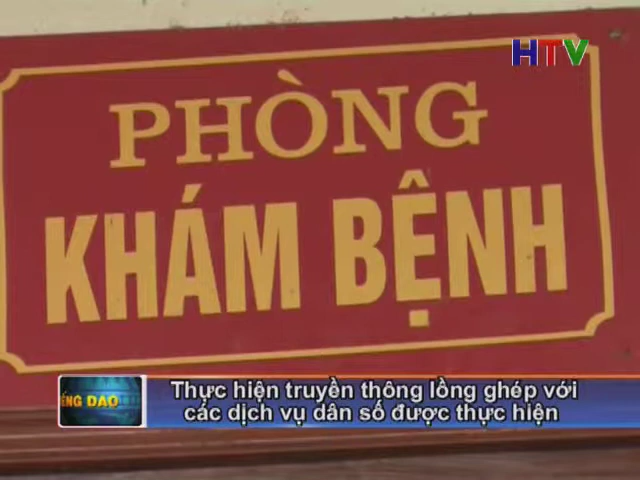 HTV
PHÒNG
KHÁM BỆNH
Thực hiện truyền thông lồng ghép với
các dịch vụ dân số được thực hiện
DAO